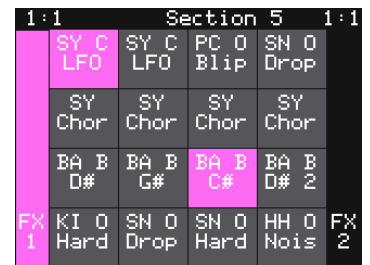 1:1 Section 5 1:1
SY C SY C PC O SN O
LFO LFO Blip Drop
SY SY SY SY
Chor Chor Chor Chor
BA B BA B BA B BA B
D# G# C# D# 2
FX KI O SN O SN O HH O FX
1 Hard Drop Hard Nois 2